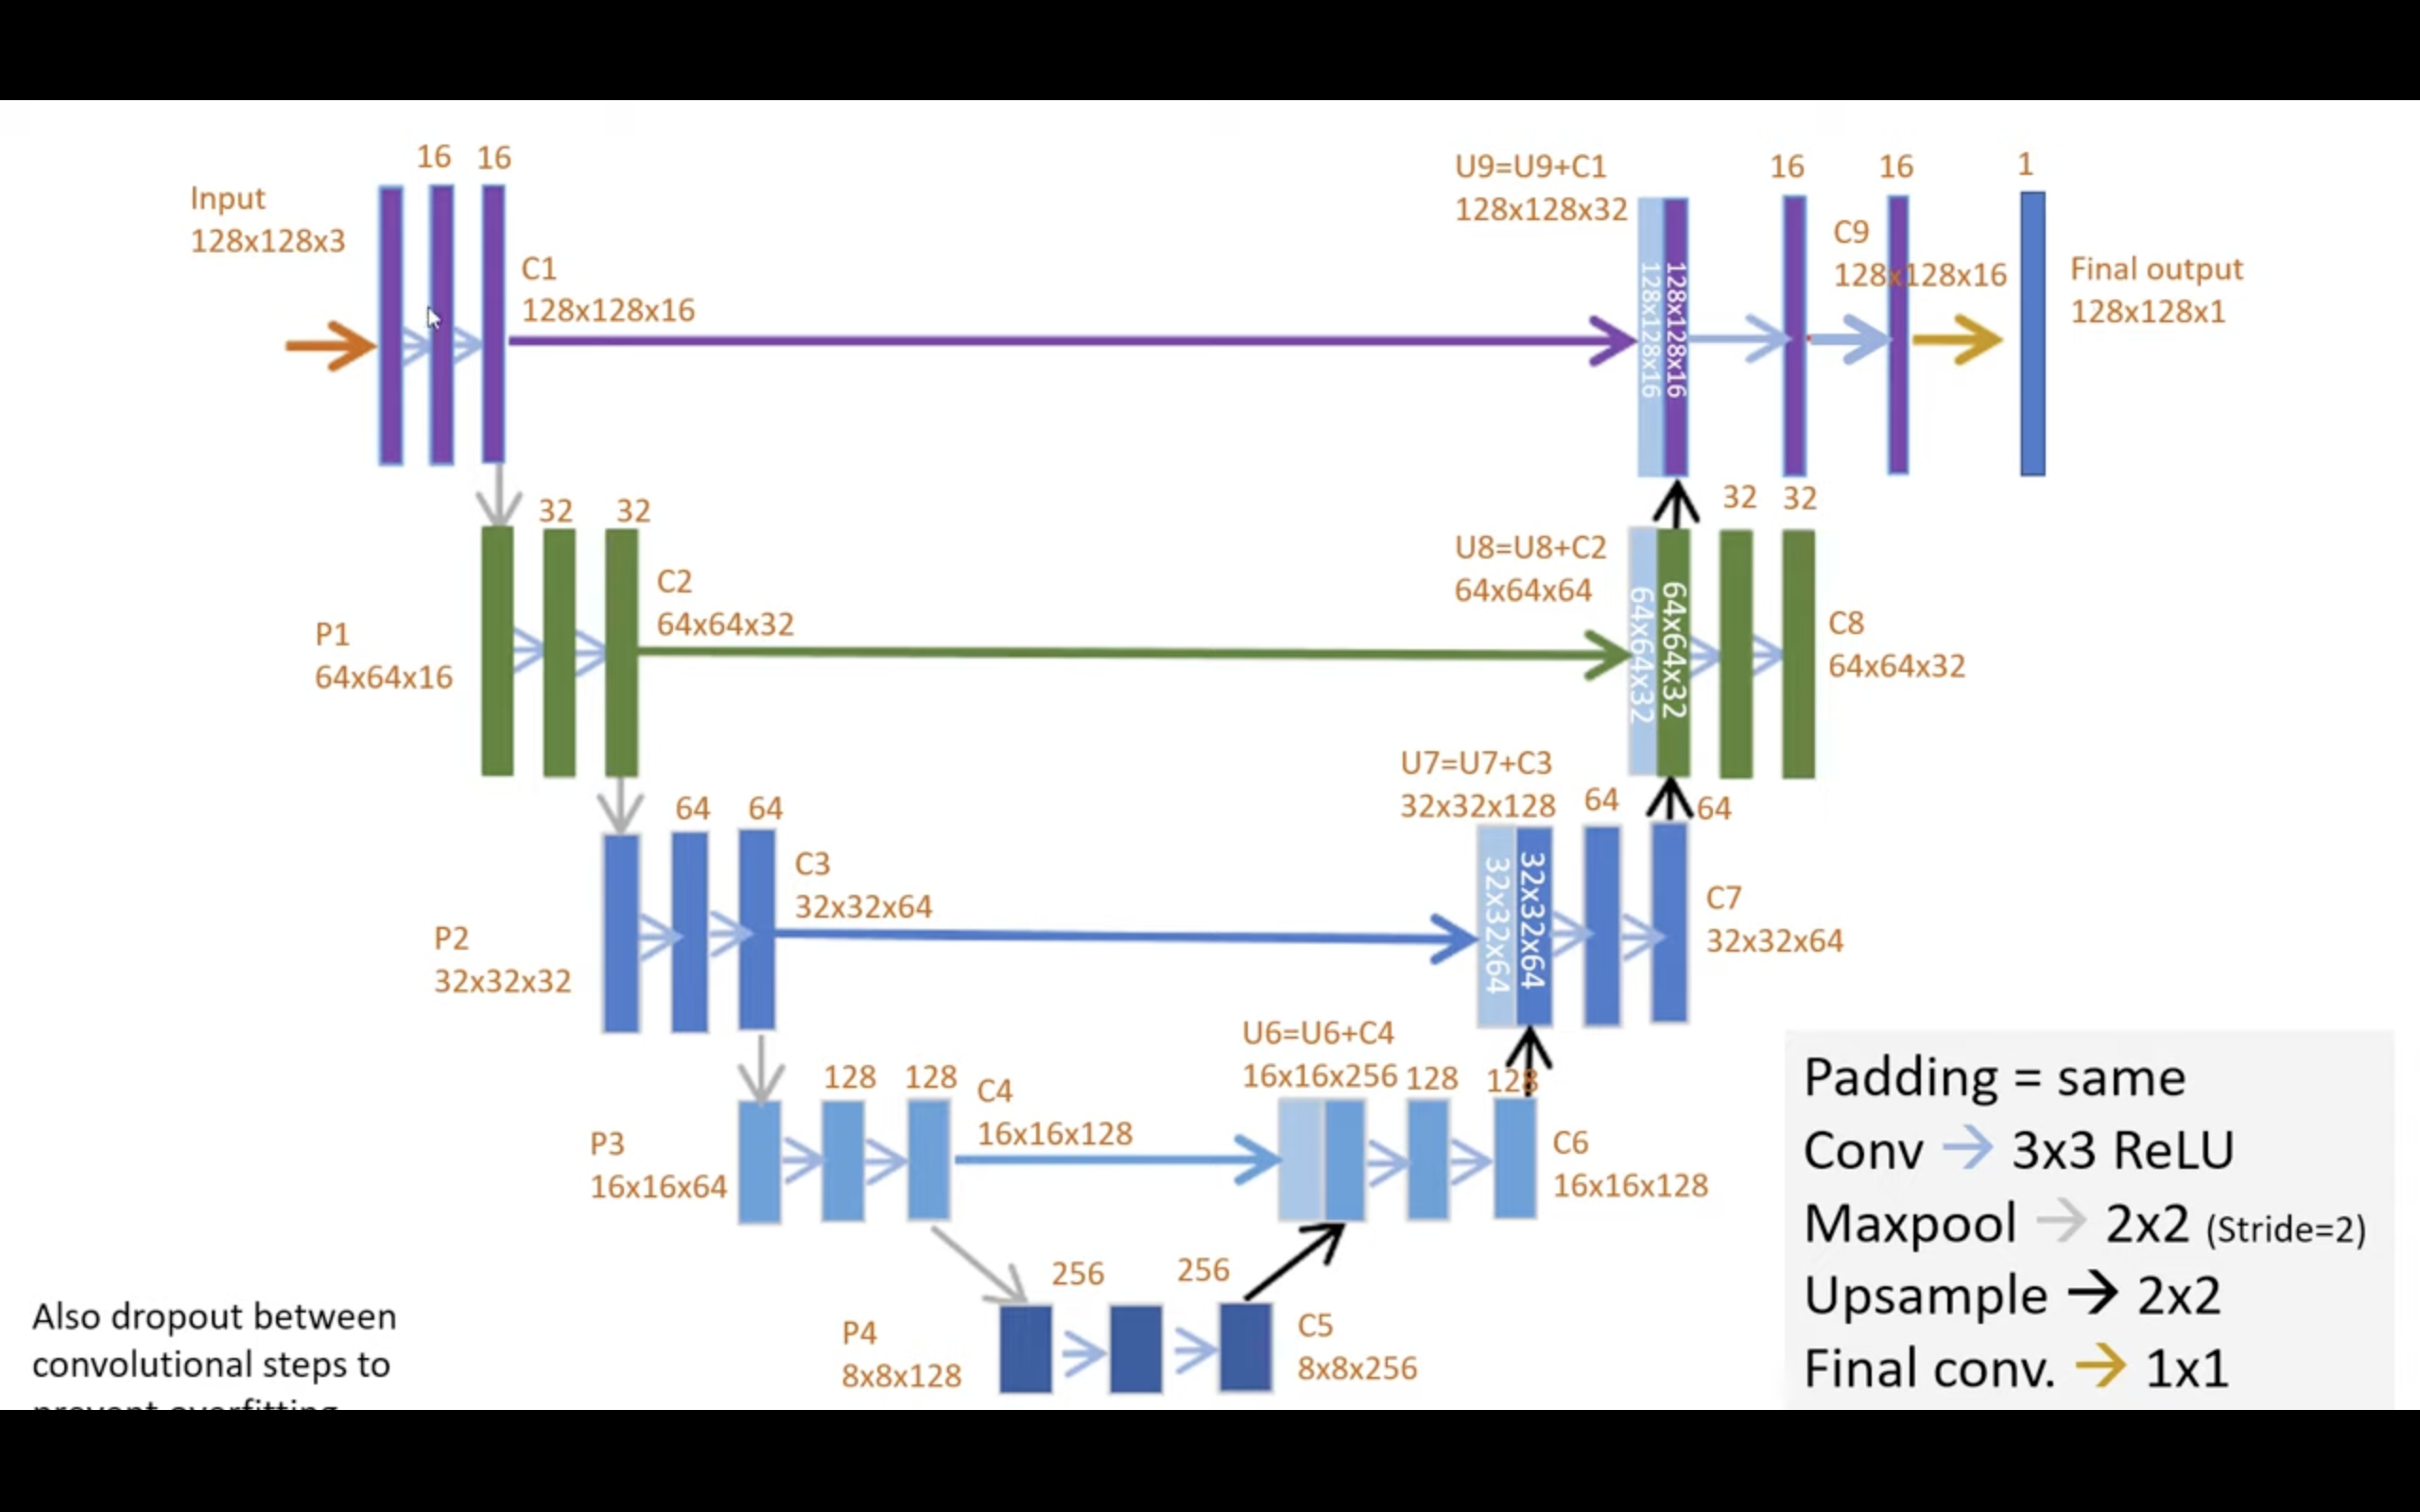 16 16
Input
128x128x3
C1
128x128x16
U9=U9+C1
128x128x32
128x128x16
128x128x16
16
16
C9
128x128x16
1
Final output
128x128x1
32 32
P1
64x64x16
C2
64x64x32
U8=U8+C2
64x64x64
64x64x32
64x64x32
32 32
C8
64x64x32
64 64
P2
32x32x32
C3
32x32x64
U7=U7+C3
32x32x128
32x32x64
32x32x64
64
64
C7
32x32x64
128 128
P3
16x16x64
C4
16x16x128
U6=U6+C4
16x16x256
128
128
C6
16x16x128
256
256
P4
8x8x128
C5
8x8x256
Also dropout between
convolutional steps to
prevent overfitting
Padding = same
Conv → 3x3 ReLU
Maxpool → 2x2 (Stride=2)
Upsample → 2x2
Final conv. → 1x1